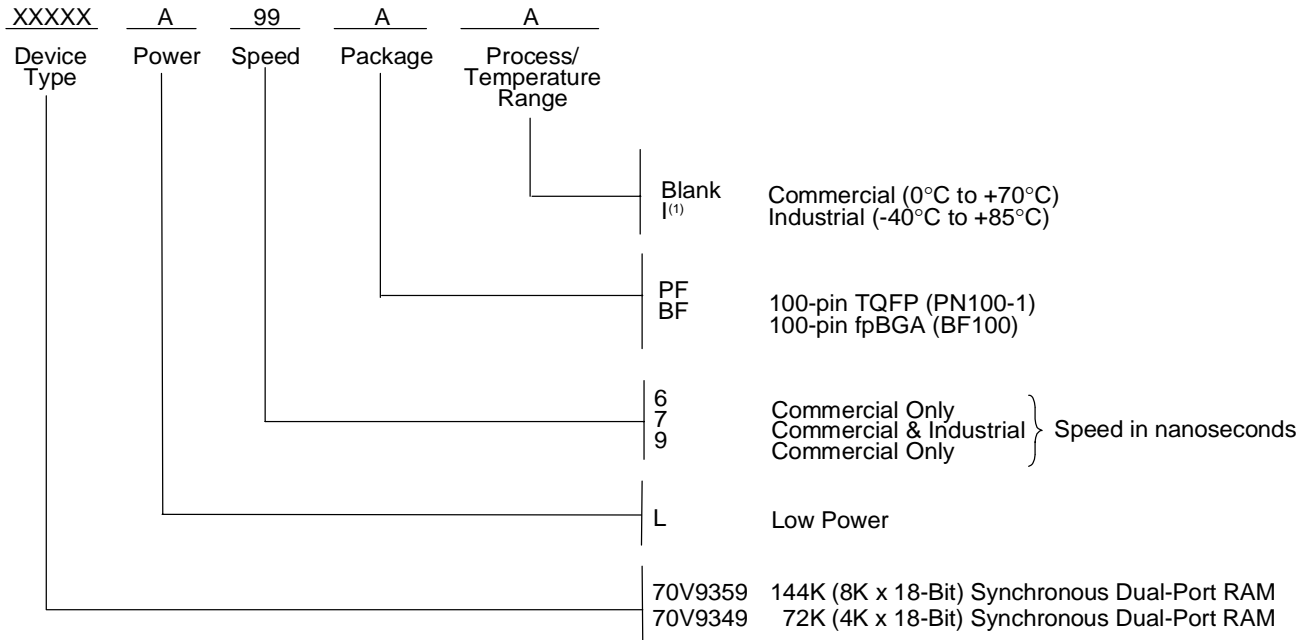 XXXXX A 99 A A
Device Type Power Speed Package Process/ Temperature Range
Blank Commercial (0°C to +70°C)
I(1) Industrial (-40°C to +85°C)
PF 100-pin TQFP (PN100-1)
BF 100-pin fpBGA (BF100)
6 Commercial Only
7 Commercial & Industrial Speed in nanoseconds
9 Commercial Only
L Low Power
70V9359 144K (8K x 18-Bit) Synchronous Dual-Port RAM
70V9349 72K (4K x 18-Bit) Synchronous Dual-Port RAM